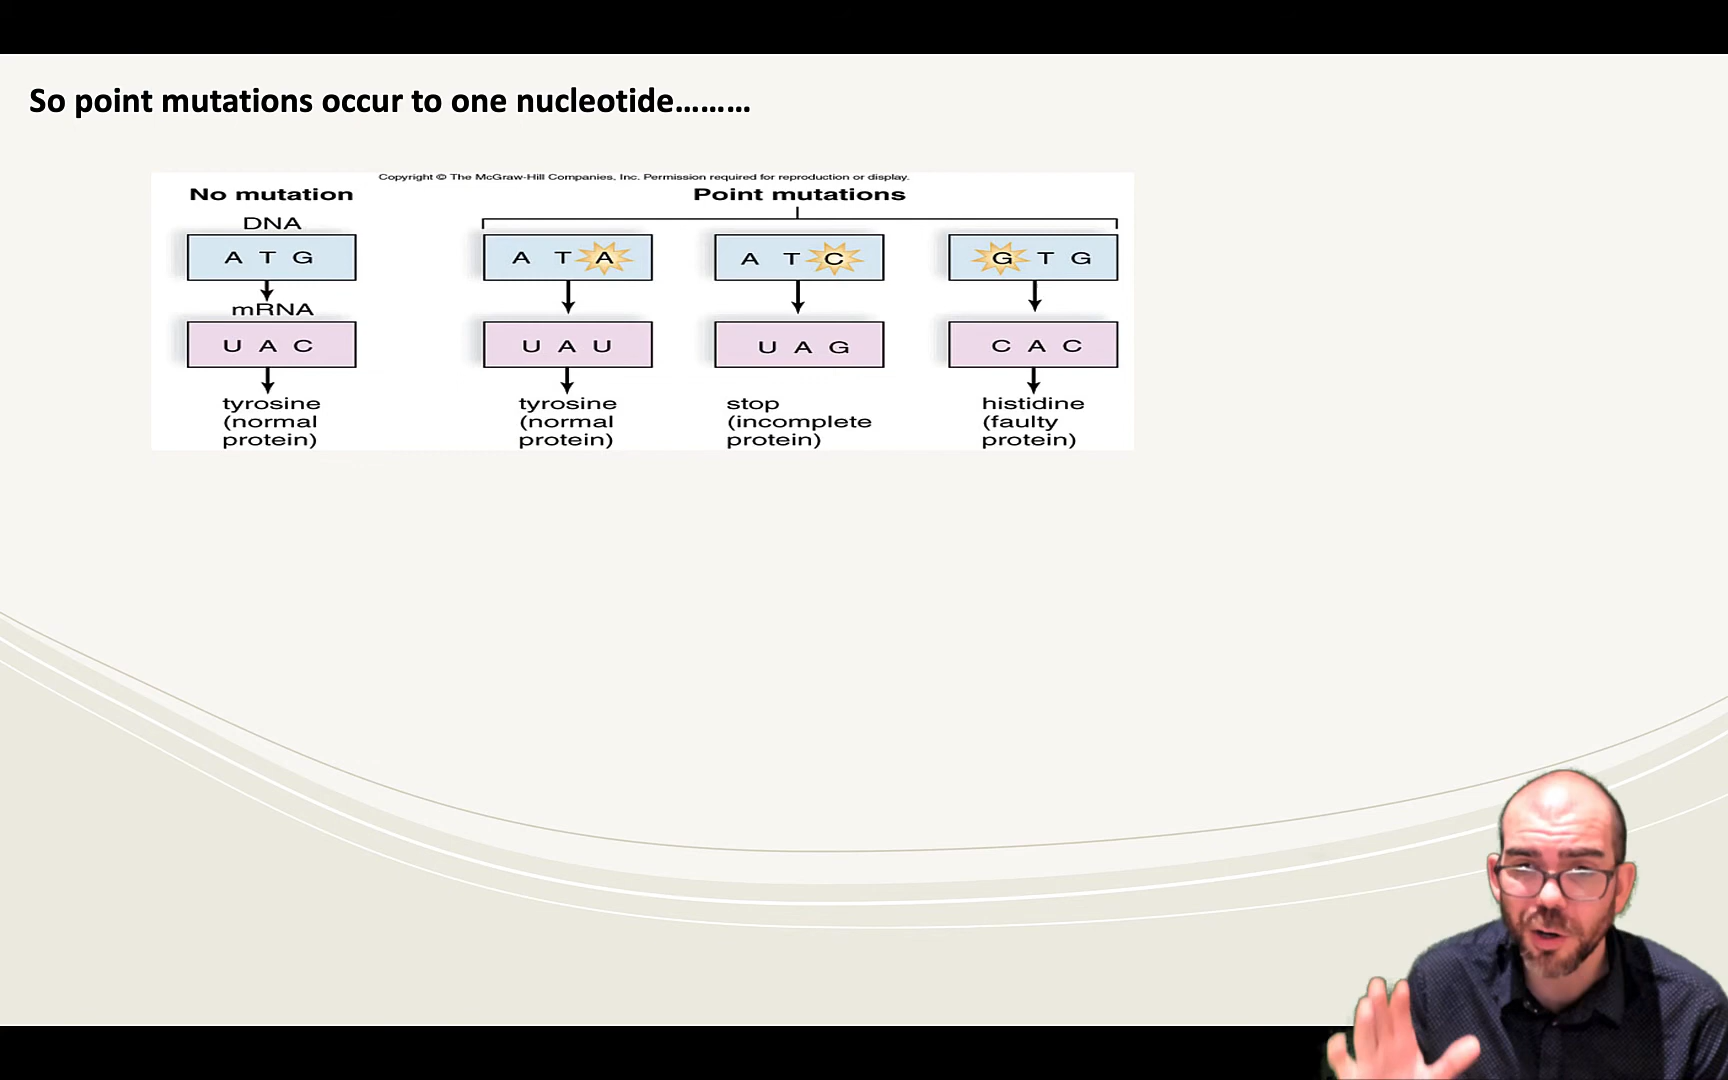 So point mutations occur to one nucleotide.........
Copyright © The McGraw-Hill Companies, Inc. Permission required for reproduction or display.
No mutation
Point mutations
DNA
A T G
A T A
A T C
G T G
mRNA
U A C
U A U
U A G
C A C
tyrosine
(normal
protein)
tyrosine
(normal
protein)
stop
(incomplete
protein)
histidine
(faulty
protein)